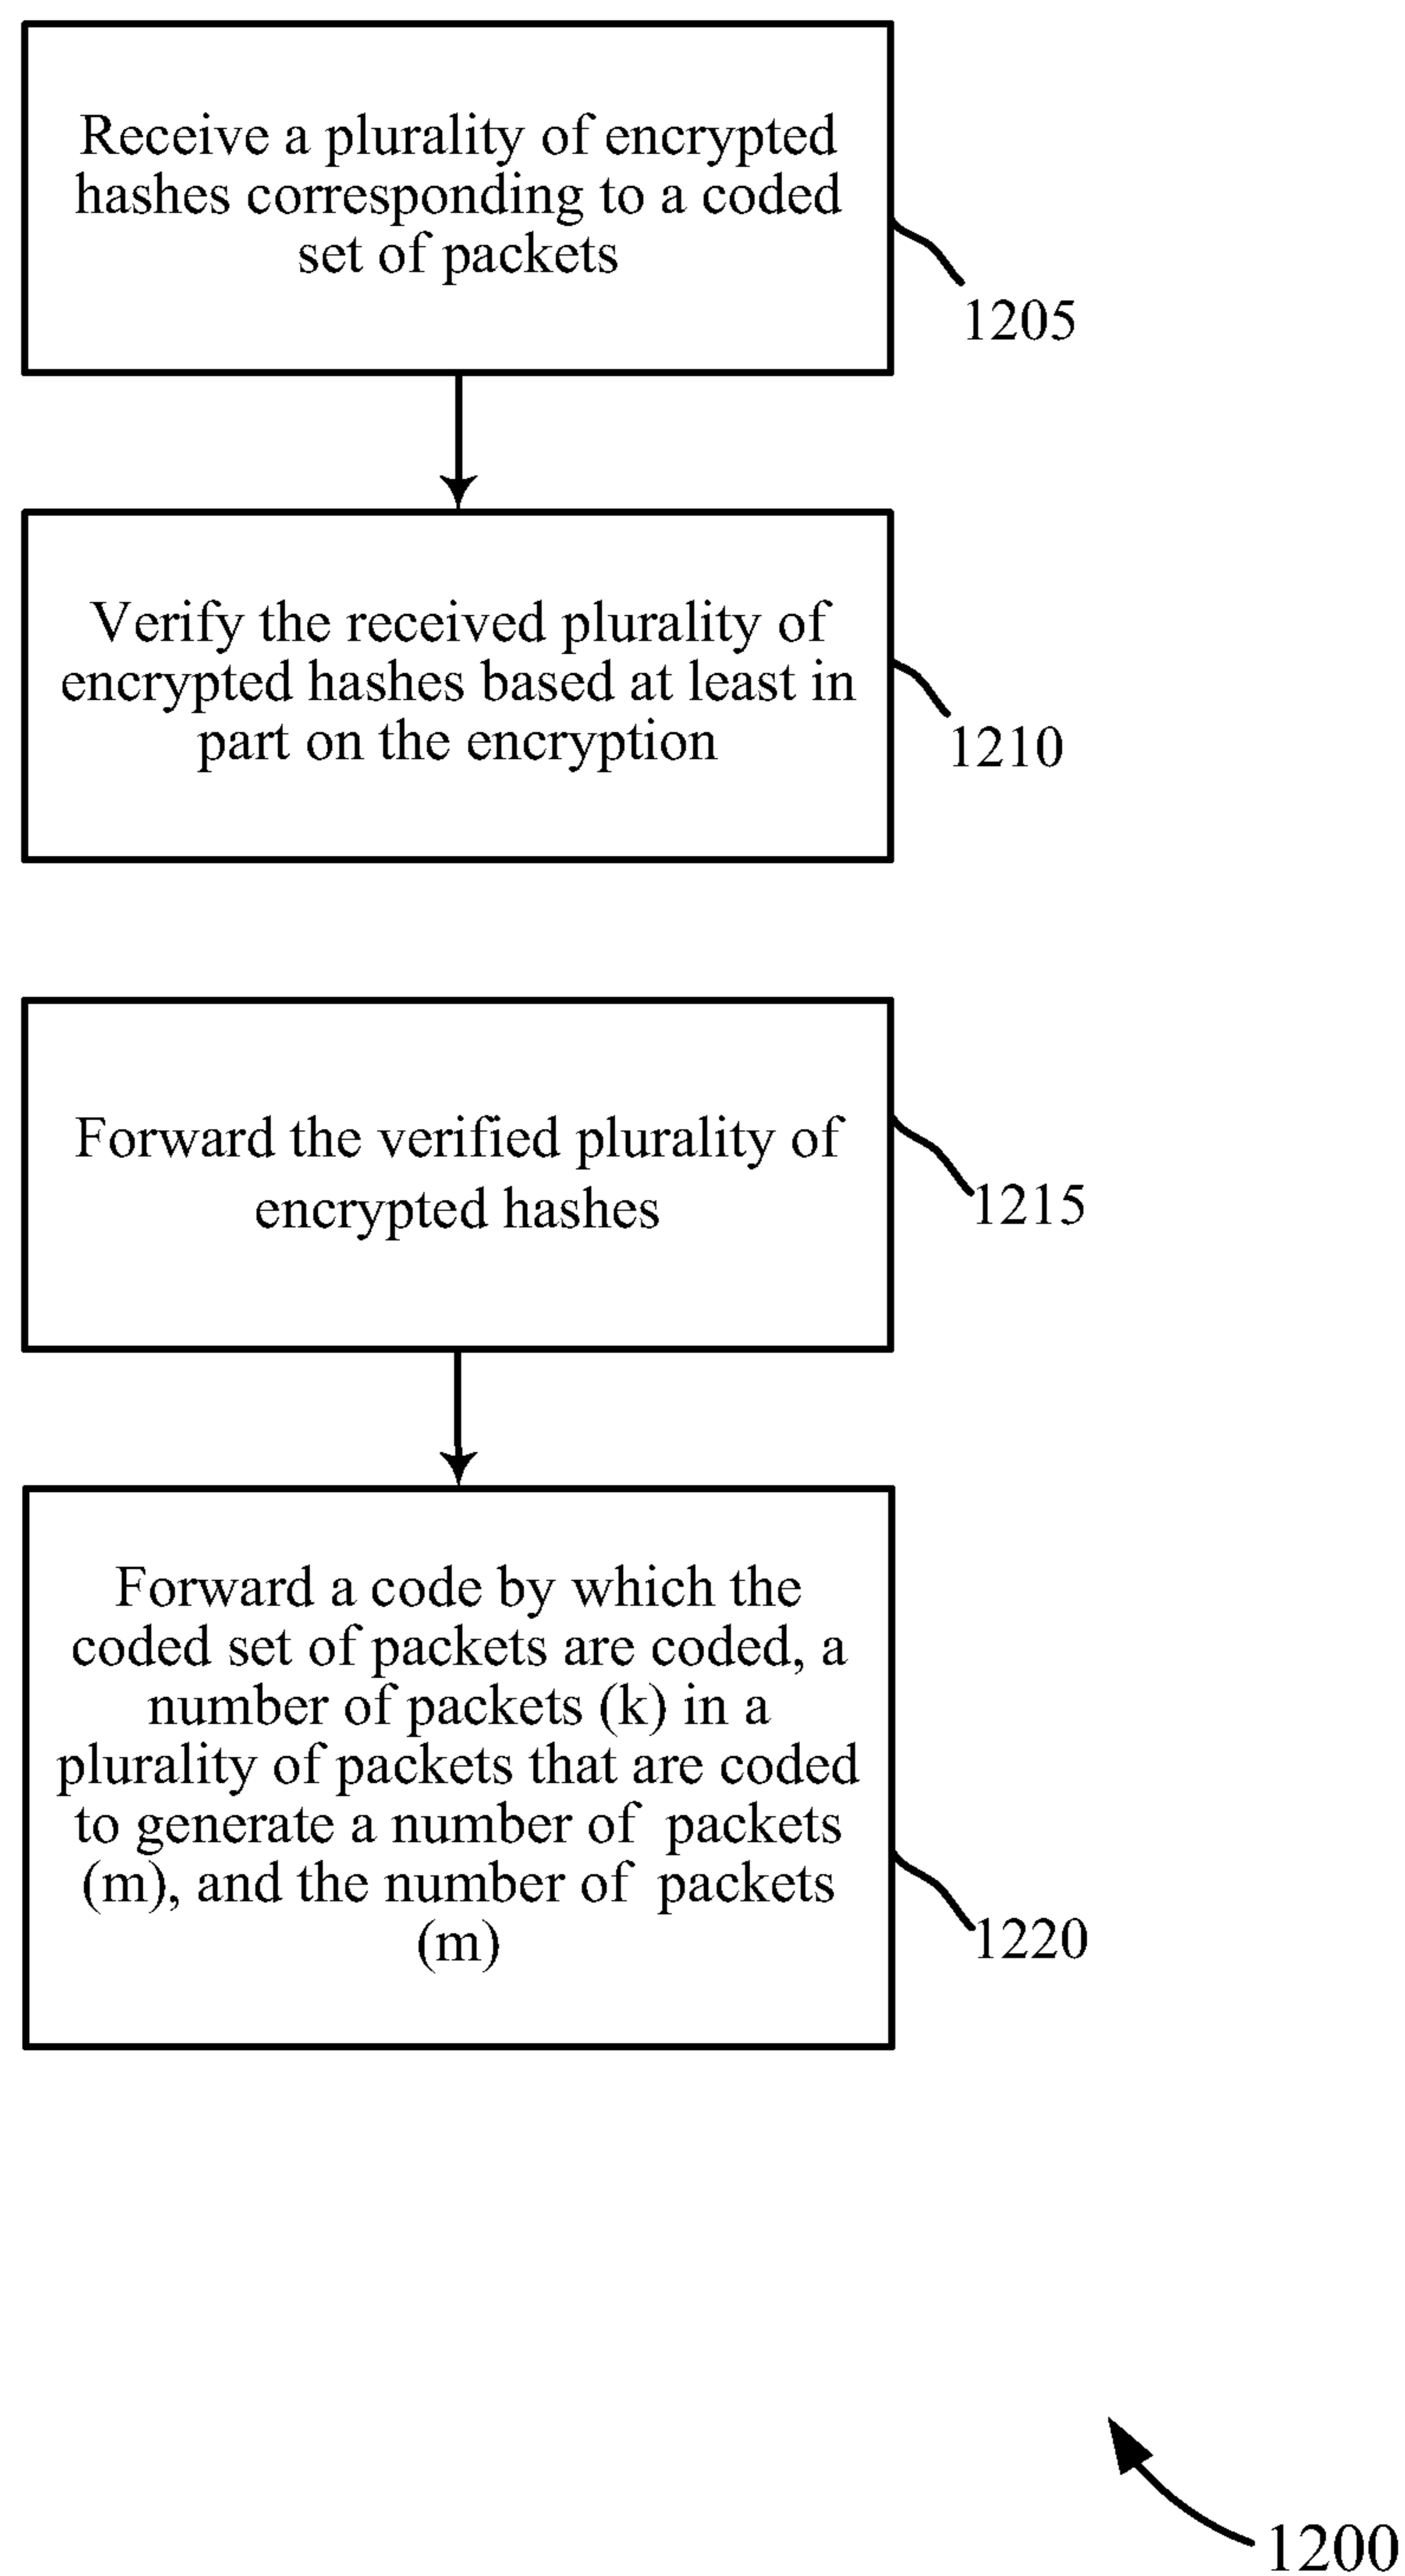 Receive a plurality of encrypted
hashes corresponding to a coded
set of packets
1205
Verify the received plurality of
encrypted hashes based at least in
part on the encryption
1210
Forward the verified plurality of
encrypted hashes
1215
Forward a code by which the
coded set of packets are coded, a
number of packets (k) in a
plurality of packets that are coded
to generate a number of packets
(m), and the number of packets
(m)
1220
1200